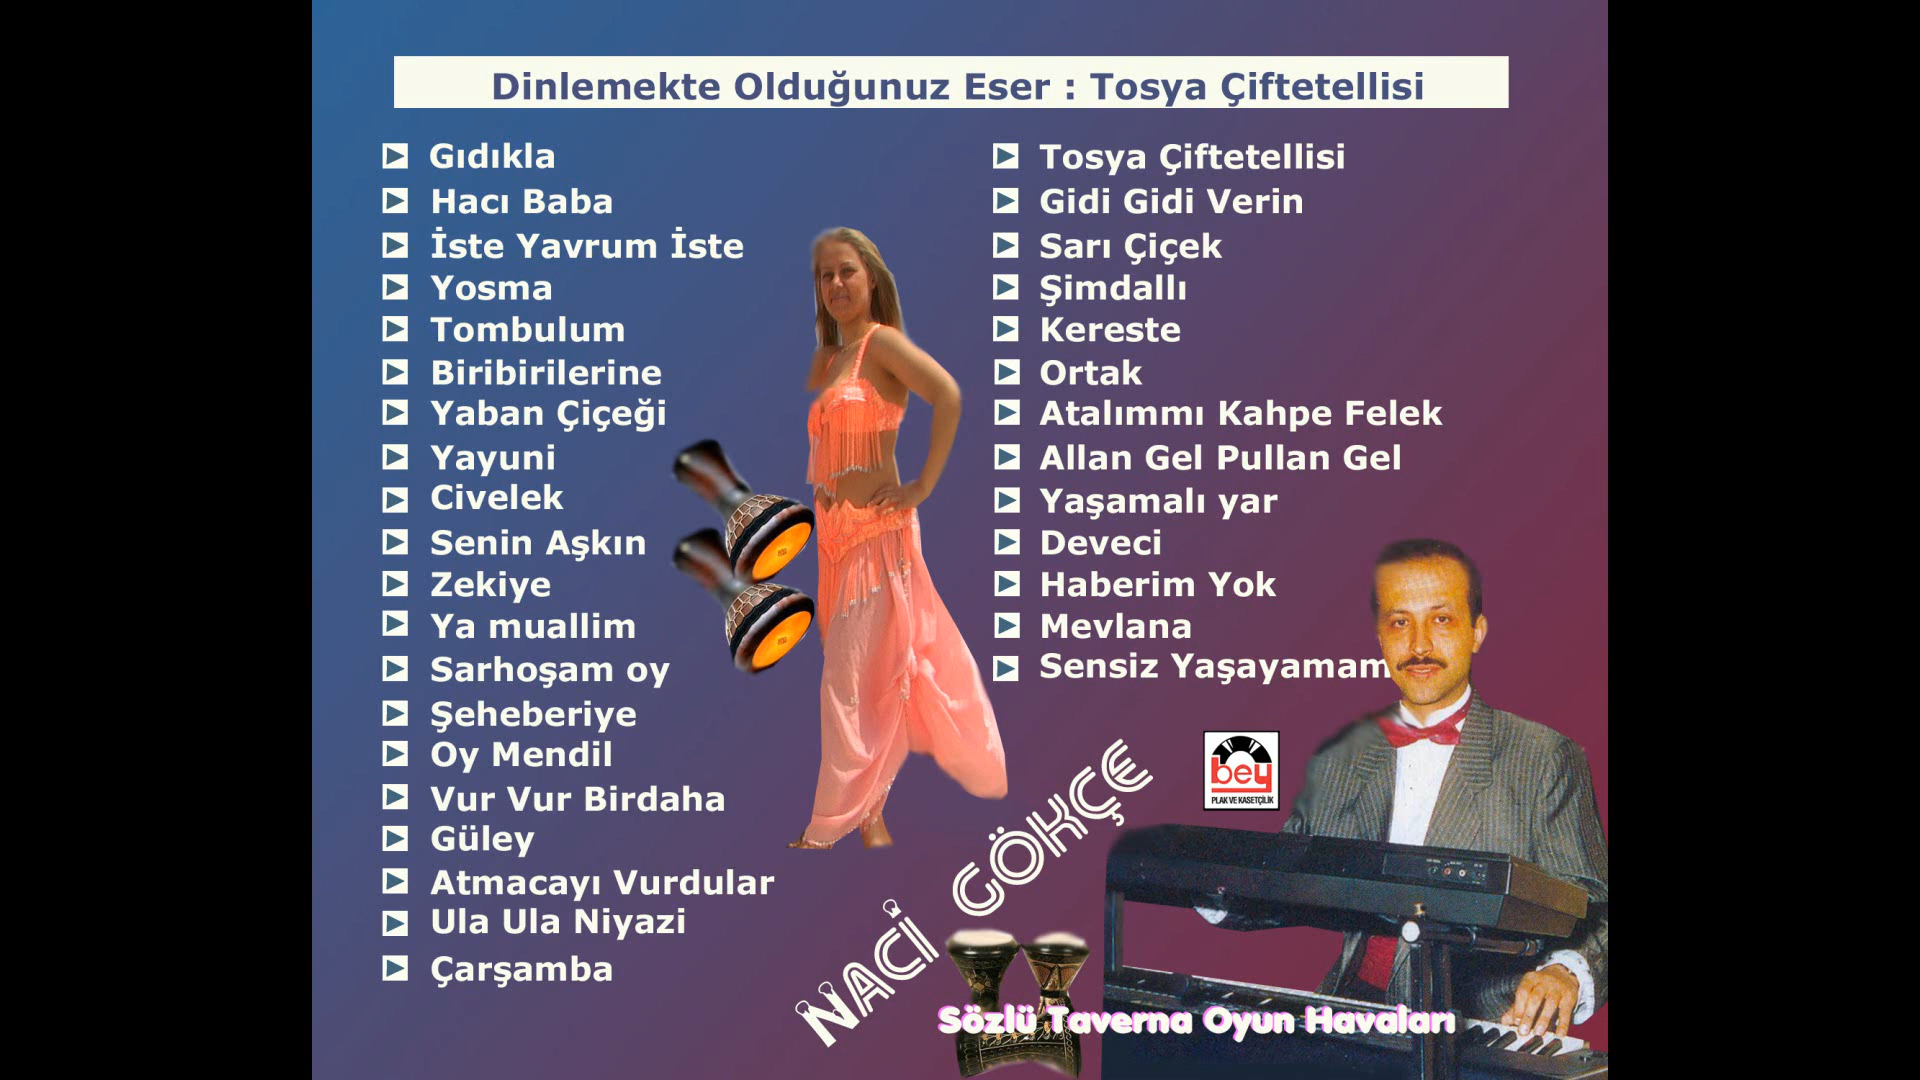 Dinlemekte Olduğunuz Eser : Tosya Çiftetellisi
Gıdıkla
Hacı Baba
İste Yavrum İste
Yosma
Tombulum
Biribirilerine
Yaban Çiçeği
Yayuni
Civelek
Senin Aşkın
Zekiye
Ya muallim
Sarhoşam oy
Şeheberiye
Oy Mendil
Vur Vur Birdaha
Güley
Atmacayı Vurdular
Ula Ula Niyazi
Çarşamba
Tosya Çiftetellisi
Gidi Gidi Verin
Sarı Çiçek
Şimdallı
Kereste
Ortak
Atalımmı Kahpe Felek
Allan Gel Pullan Gel
Yaşamalı yar
Deveci
Haberim Yok
Mevlana
Sensiz Yaşayamam
bey
PLAK VE KASETÇİLİK
NACİ GÖKÇE
Sözlü Taverna Oyun Havaları